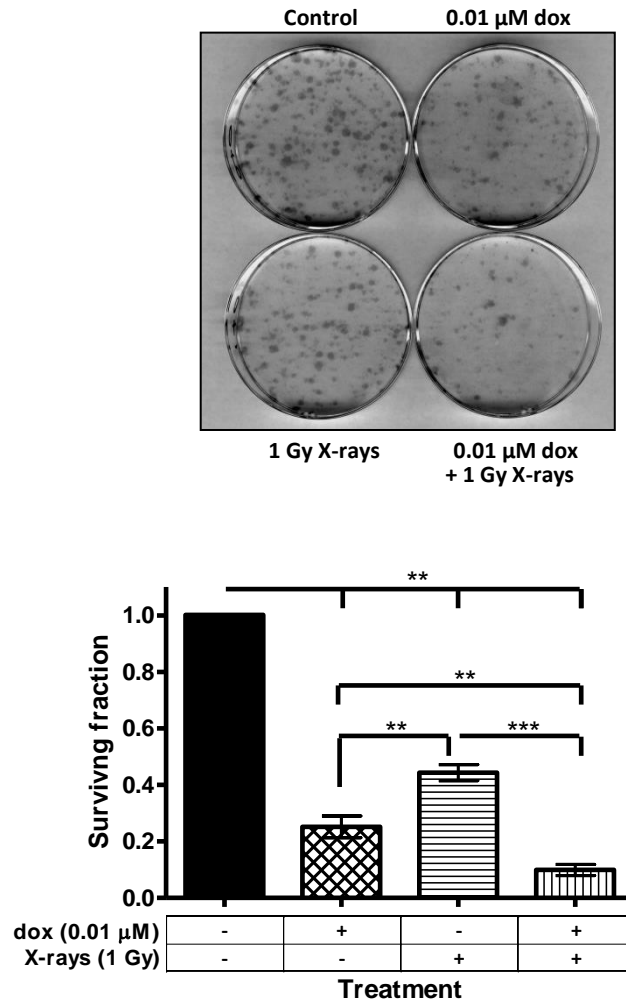 Control 0.01 µM dox
1 Gy X-rays 0.01 µM dox
+ 1 Gy X-rays
**
1.0
**
0.8
** ***
0.6
0.4
0.2
0.0
Survivng fraction
dox (0.01 µM) - + - +
X-rays (1 Gy) - - + +
Treatment